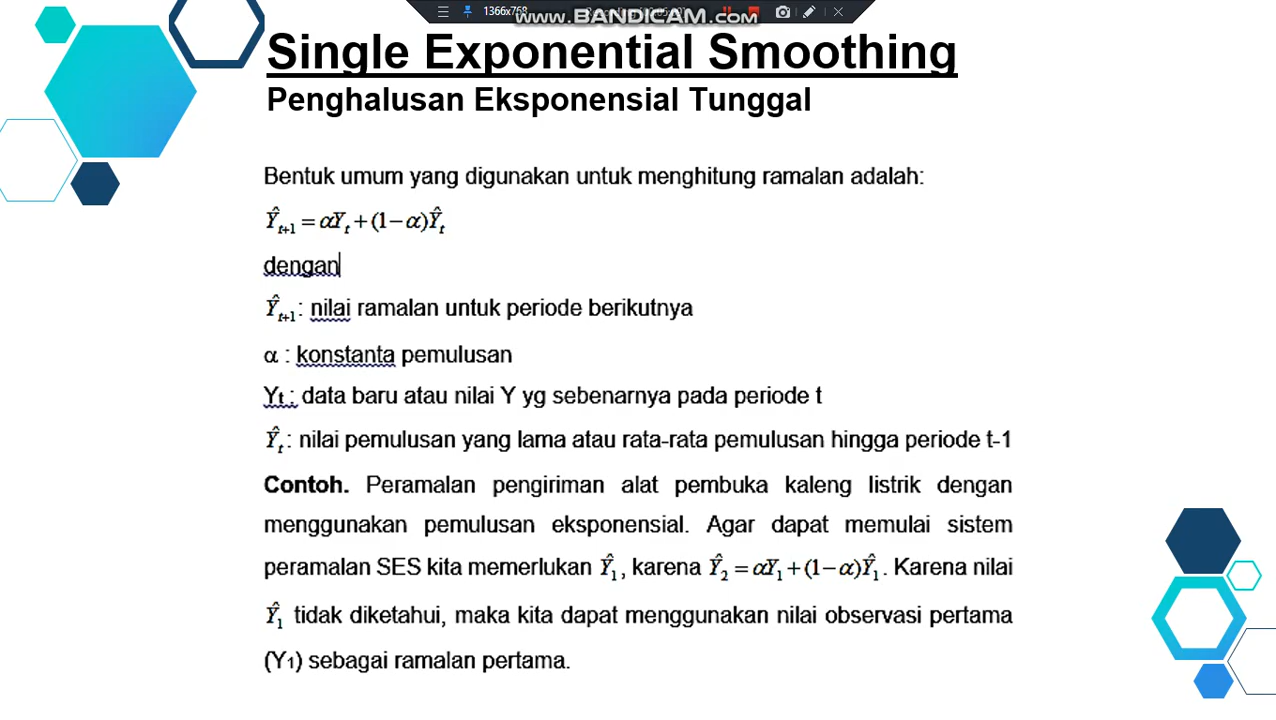 1366x768
www.BANDICAM.com
Single Exponential Smoothing
Penghalusan Eksponensial Tunggal
Bentuk umum yang digunakan untuk menghitung ramalan adalah:
Ŷₜ₊₁ = αYₜ + (1−α)Ŷₜ
dengan
Ŷₜ₊₁ : nilai ramalan untuk periode berikutnya
α : konstanta pemulusan
Yt : data baru atau nilai Y yg sebenarnya pada periode t
Ŷₜ : nilai pemulusan yang lama atau rata-rata pemulusan hingga periode t-1
Contoh. Peramalan pengiriman alat pembuka kaleng listrik dengan
menggunakan pemulusan eksponensial. Agar dapat memulai sistem
peramalan SES kita memerlukan Ŷ₁, karena Ŷ₂ = αY₁ + (1−α)Ŷ₁. Karena nilai
Ŷ₁ tidak diketahui, maka kita dapat menggunakan nilai observasi pertama
(Y₁) sebagai ramalan pertama.